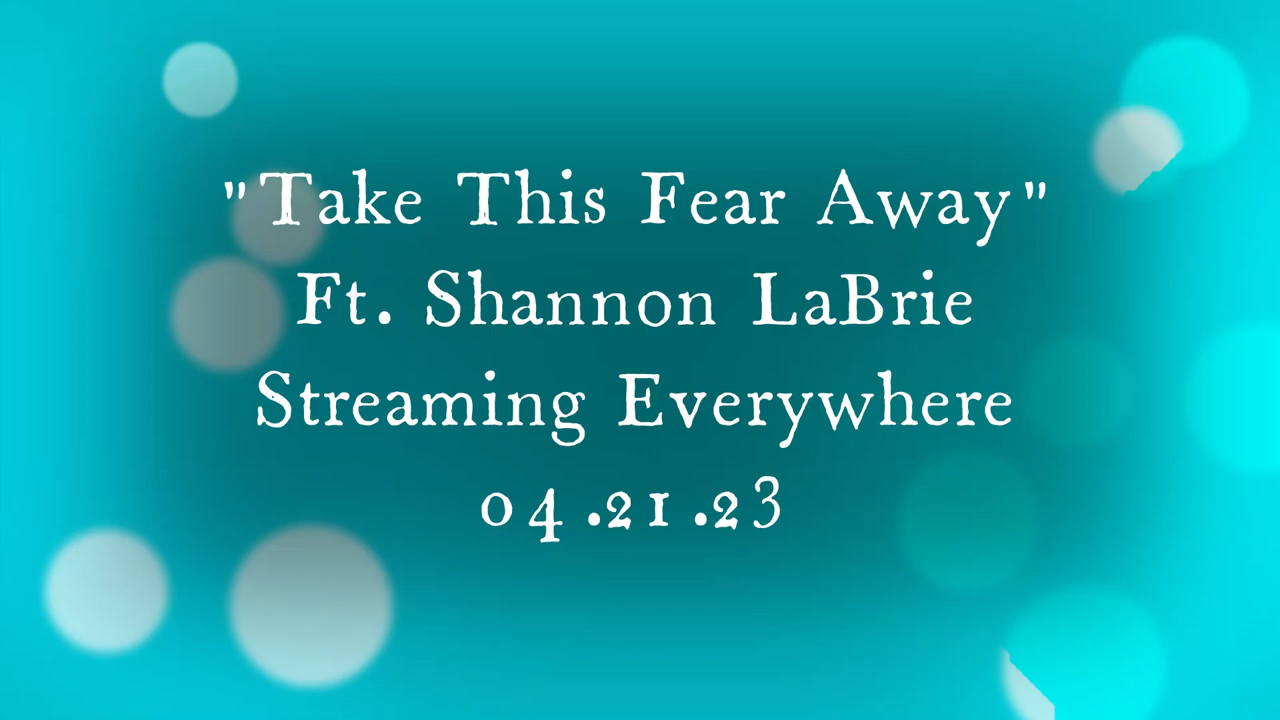 "Take This Fear Away"
Ft. Shannon LaBrie
Streaming Everywhere
04.21.23